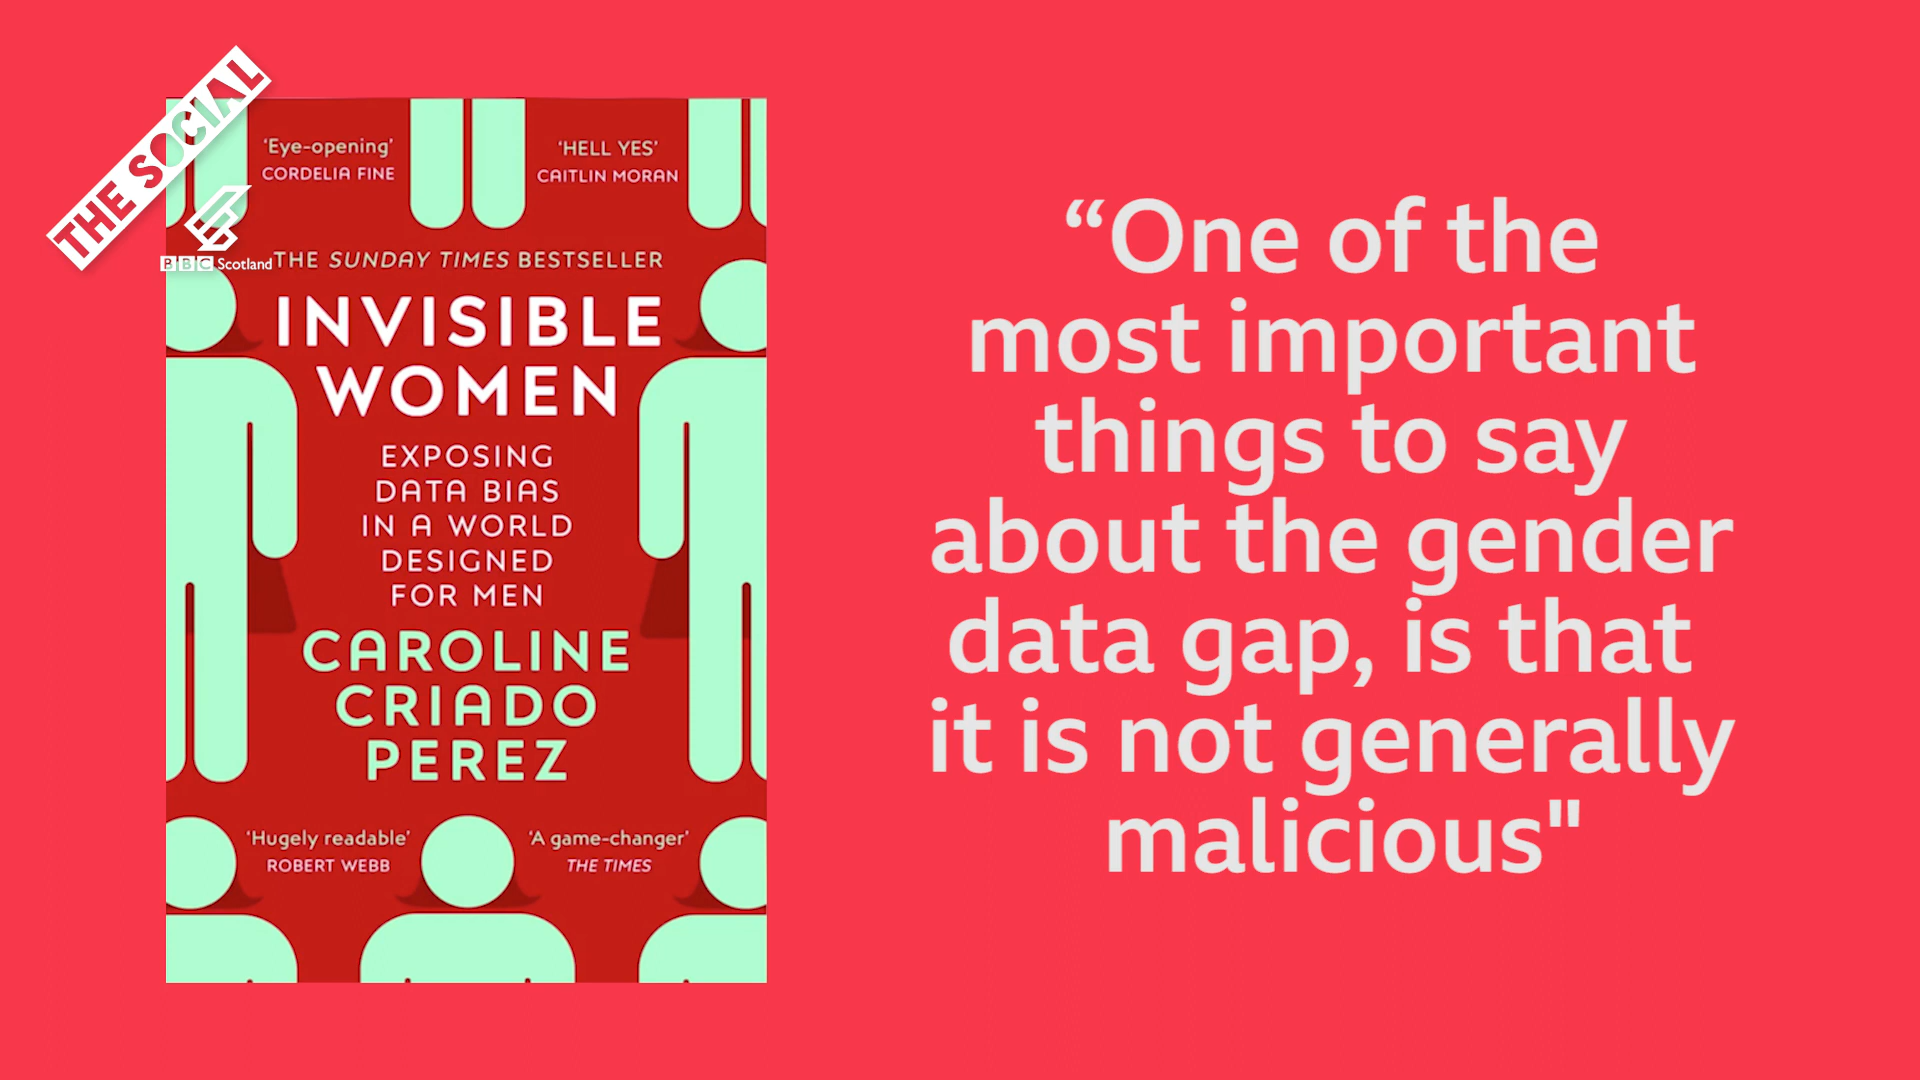 THE SOCIAL
BBC Scotland
‘Eye-opening’
CORDELIA FINE
‘HELL YES’
CAITLIN MORAN
THE SUNDAY TIMES BESTSELLER
INVISIBLE
WOMEN
EXPOSING
DATA BIAS
IN A WORLD
DESIGNED
FOR MEN
CAROLINE
CRIADO
PEREZ
‘Hugely readable’
ROBERT WEBB
‘A game-changer’
THE TIMES
“One of the
most important
things to say
about the gender
data gap, is that
it is not generally
malicious"